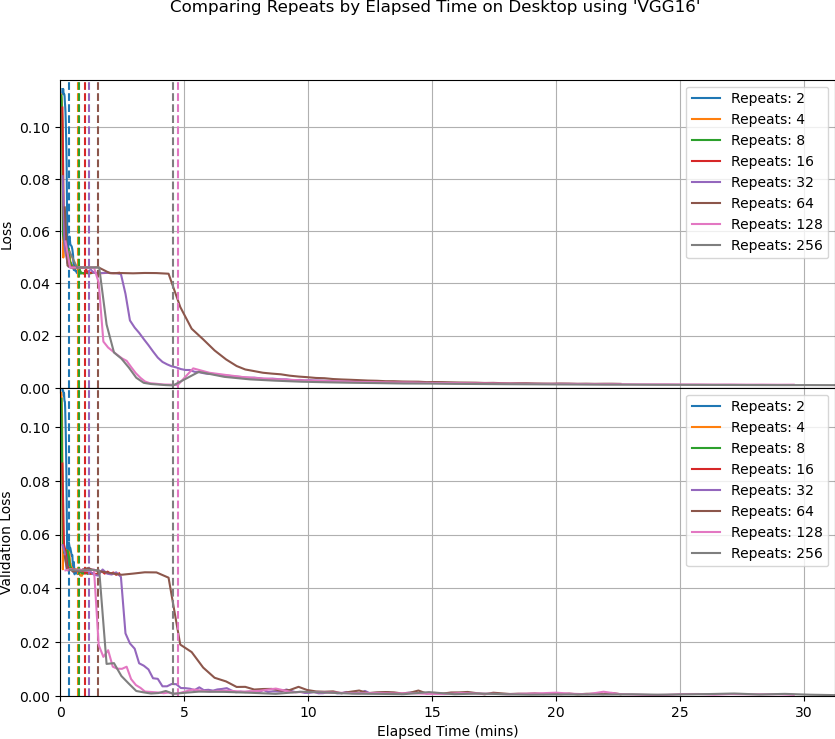 Comparing Repeats by Elapsed Time on Desktop using 'VGG16'
Loss
0.10
0.08
0.06
0.04
0.02
0.00
Repeats: 2
Repeats: 4
Repeats: 8
Repeats: 16
Repeats: 32
Repeats: 64
Repeats: 128
Repeats: 256
Validation Loss
0.10
0.08
0.06
0.04
0.02
0.00
Repeats: 2
Repeats: 4
Repeats: 8
Repeats: 16
Repeats: 32
Repeats: 64
Repeats: 128
Repeats: 256
0 5 10 15 20 25 30
Elapsed Time (mins)